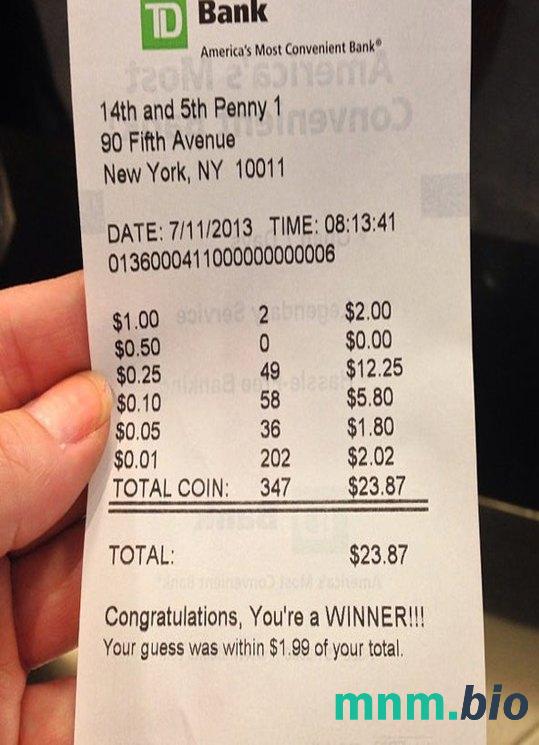 TD Bank
America's Most Convenient Bank®
14th and 5th Penny 1
90 Fifth Avenue
New York, NY 10011
DATE: 7/11/2013 TIME: 08:13:41
0136000411000000000006
$1.00 2 $2.00
$0.50 0 $0.00
$0.25 49 $12.25
$0.10 58 $5.80
$0.05 36 $1.80
$0.01 202 $2.02
TOTAL COIN: 347 $23.87
TOTAL: $23.87
Congratulations, You're a WINNER!!!
Your guess was within $1.99 of your total.
mnm.bio